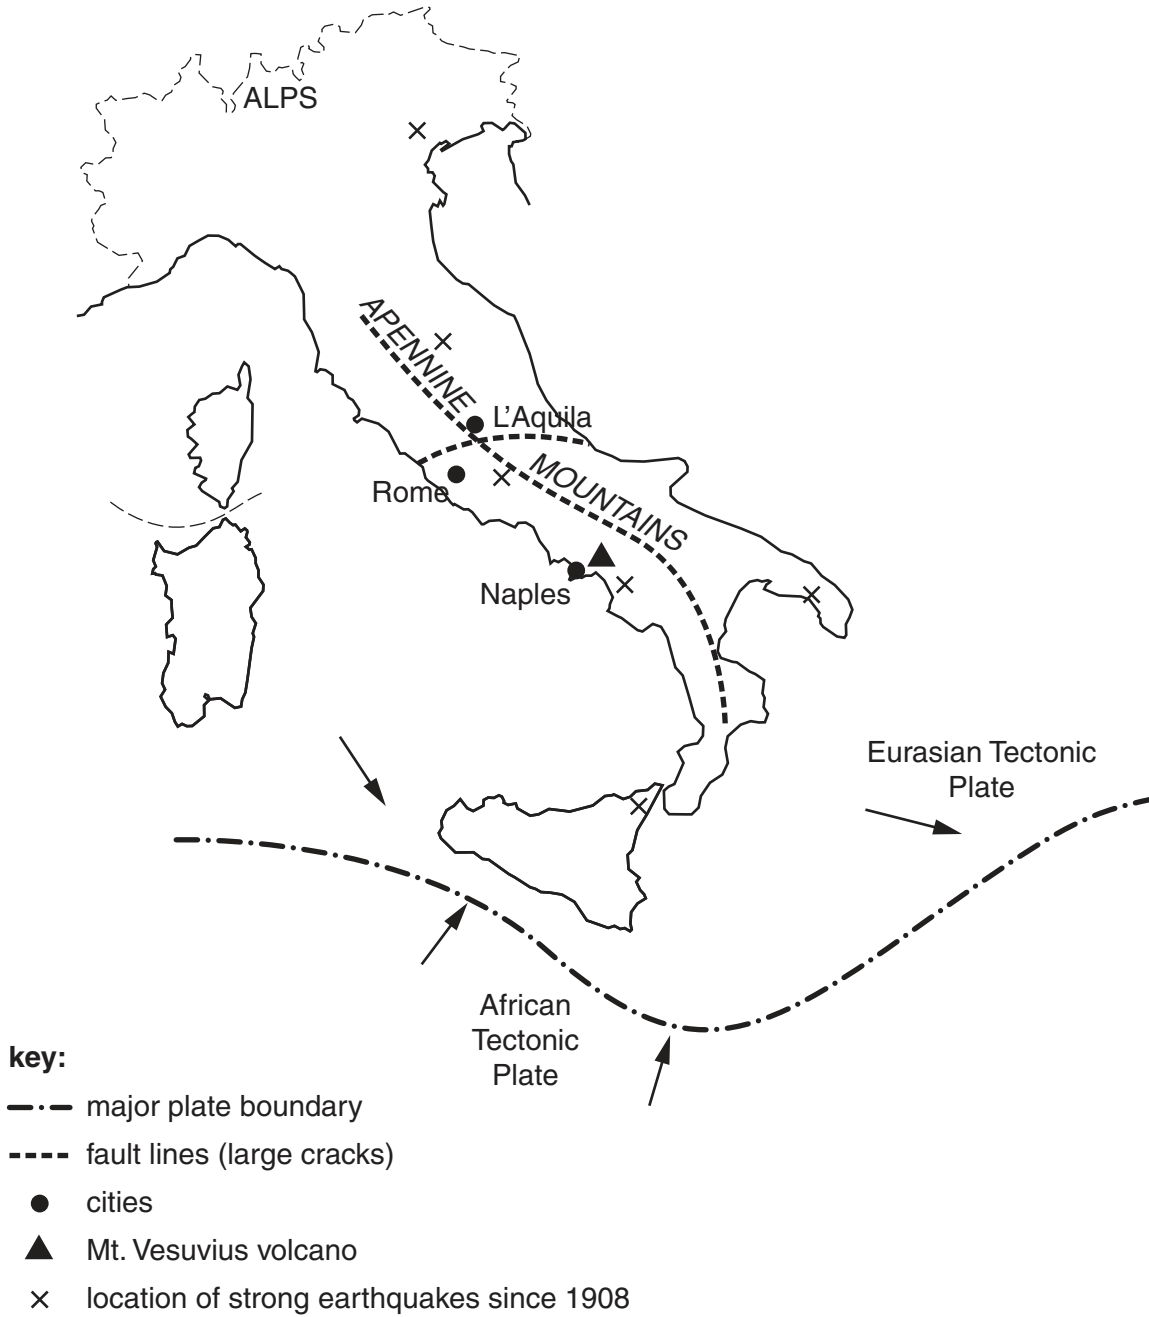 ALPS
APENNINE
L’Aquila
MOUNTAINS
Rome
Naples
Eurasian Tectonic
Plate
African
Tectonic
Plate
key:
major plate boundary
fault lines (large cracks)
cities
Mt. Vesuvius volcano
location of strong earthquakes since 1908